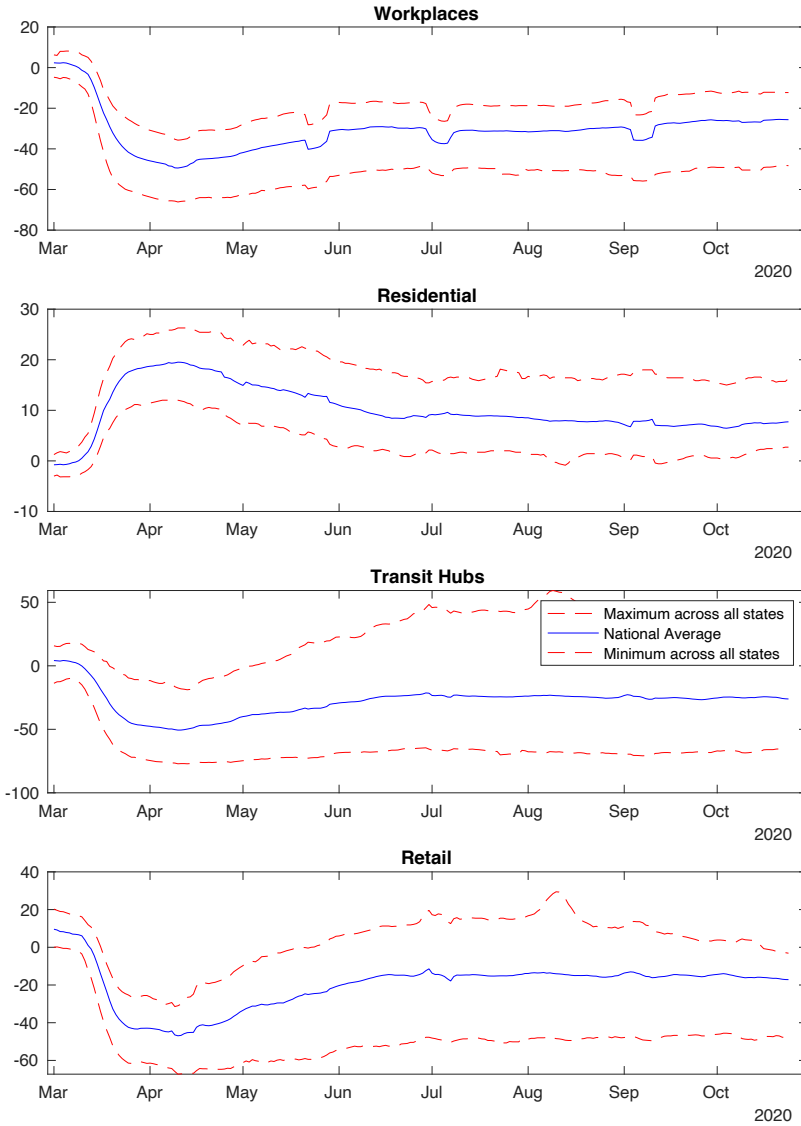 Workplaces
20
0
-20
-40
-60
-80
Mar Apr May Jun Jul Aug Sep Oct
2020
Residential
30
20
10
0
-10
Mar Apr May Jun Jul Aug Sep Oct
2020
Transit Hubs
50
0
-50
-100
Maximum across all states
National Average
Minimum across all states
Mar Apr May Jun Jul Aug Sep Oct
2020
Retail
40
20
0
-20
-40
-60
Mar Apr May Jun Jul Aug Sep Oct
2020